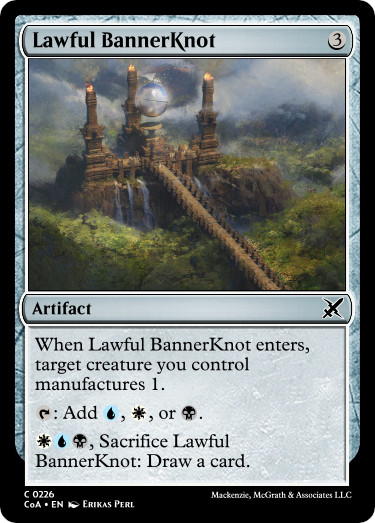 Lawful BannerKnot 3
Artifact
When Lawful BannerKnot enters,
target creature you control
manufactures 1.
: Add , , or .
, Sacrifice Lawful
BannerKnot: Draw a card.
C 0226
CoA • EN Erikas Perl
Mackenzie, McGrath & Associates LLC